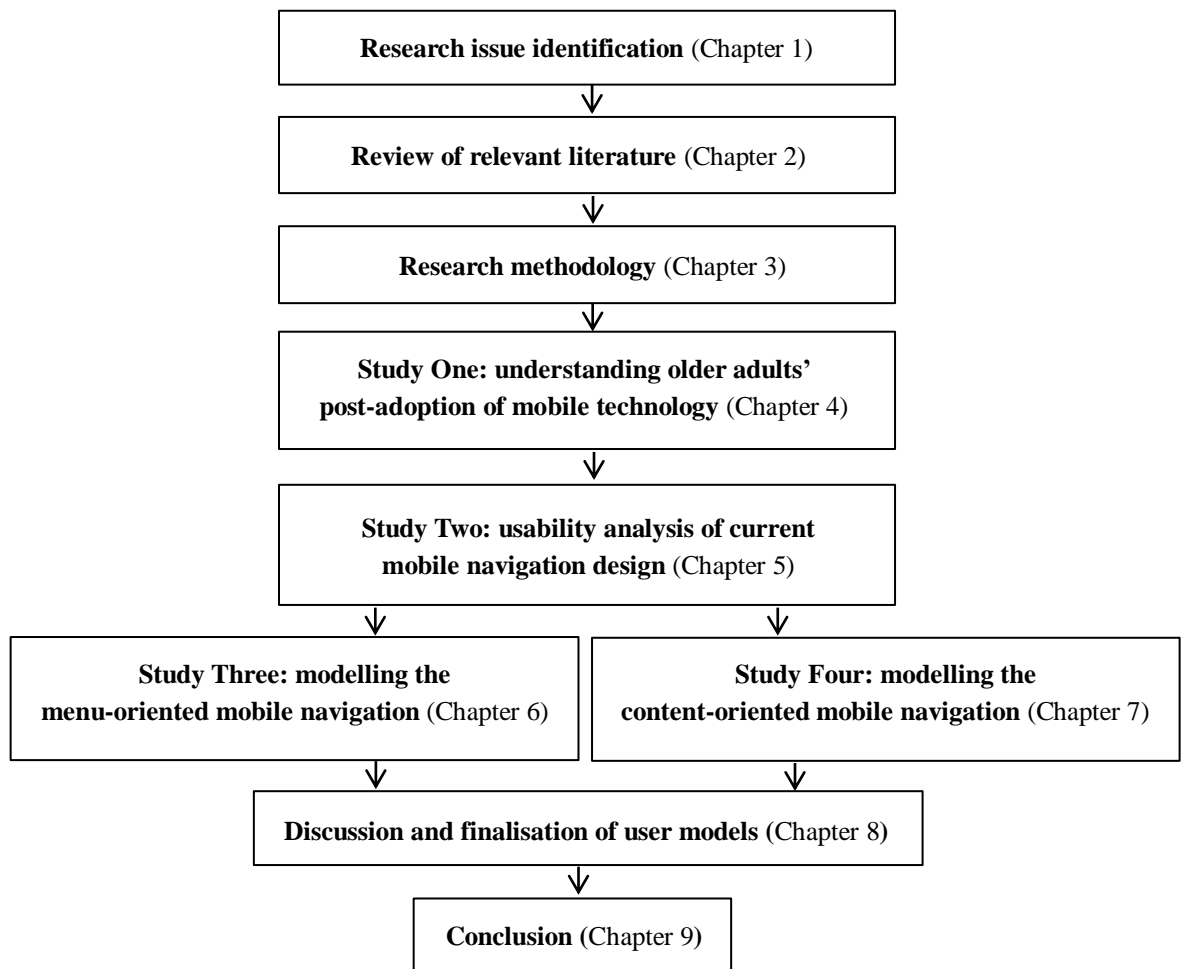 Research issue identification (Chapter 1)
Review of relevant literature (Chapter 2)
Research methodology (Chapter 3)
Study One: understanding older adults’
post-adoption of mobile technology (Chapter 4)
Study Two: usability analysis of current
mobile navigation design (Chapter 5)
Study Three: modelling the
menu-oriented mobile navigation (Chapter 6)
Study Four: modelling the
content-oriented mobile navigation (Chapter 7)
Discussion and finalisation of user models (Chapter 8)
Conclusion (Chapter 9)